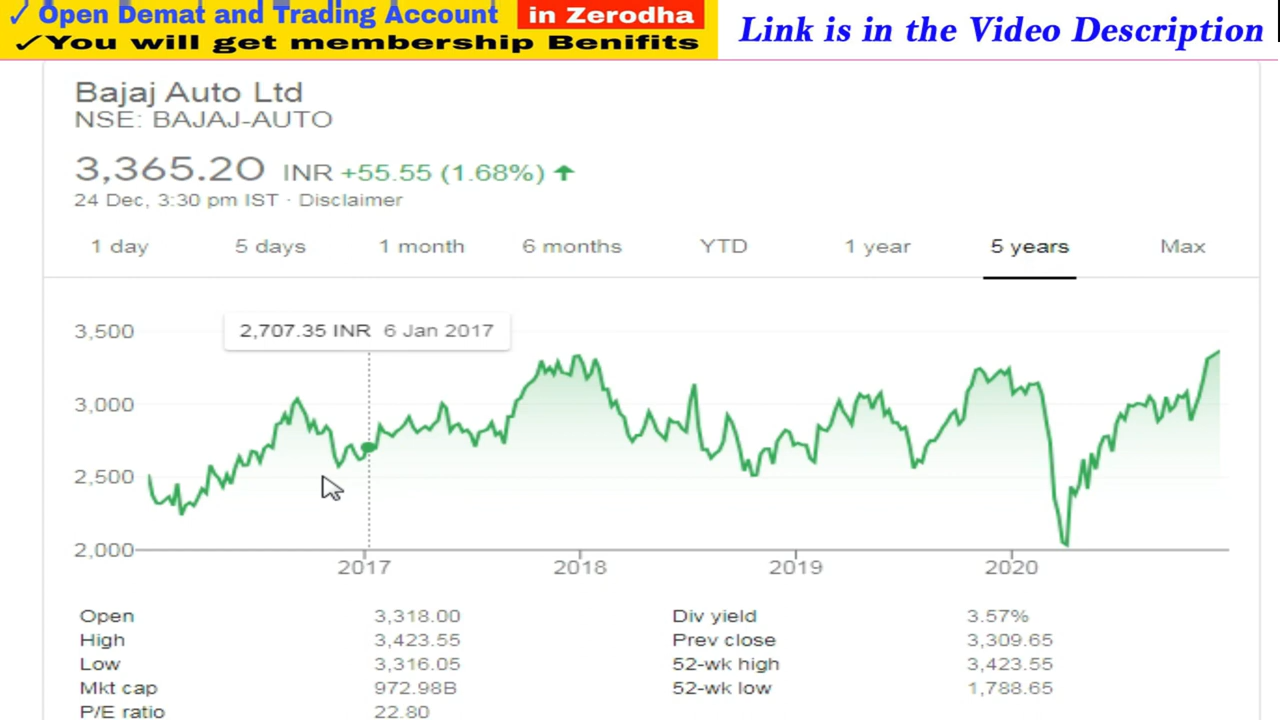 ✓ Open Demat and Trading Account in Zerodha
✓You will get membership Benifits
Link is in the Video Description
Bajaj Auto Ltd
NSE: BAJAJ-AUTO
3,365.20 INR +55.55 (1.68%) ↑
24 Dec, 3:30 pm IST · Disclaimer
1 day 5 days 1 month 6 months YTD 1 year 5 years Max
2,707.35 INR 6 Jan 2017
3,500
3,000
2,500
2,000
2017 2018 2019 2020
Open 3,318.00 Div yield 3.57%
High 3,423.55 Prev close 3,309.65
Low 3,316.05 52-wk high 3,423.55
Mkt cap 972.98B 52-wk low 1,788.65
P/E ratio 22.80